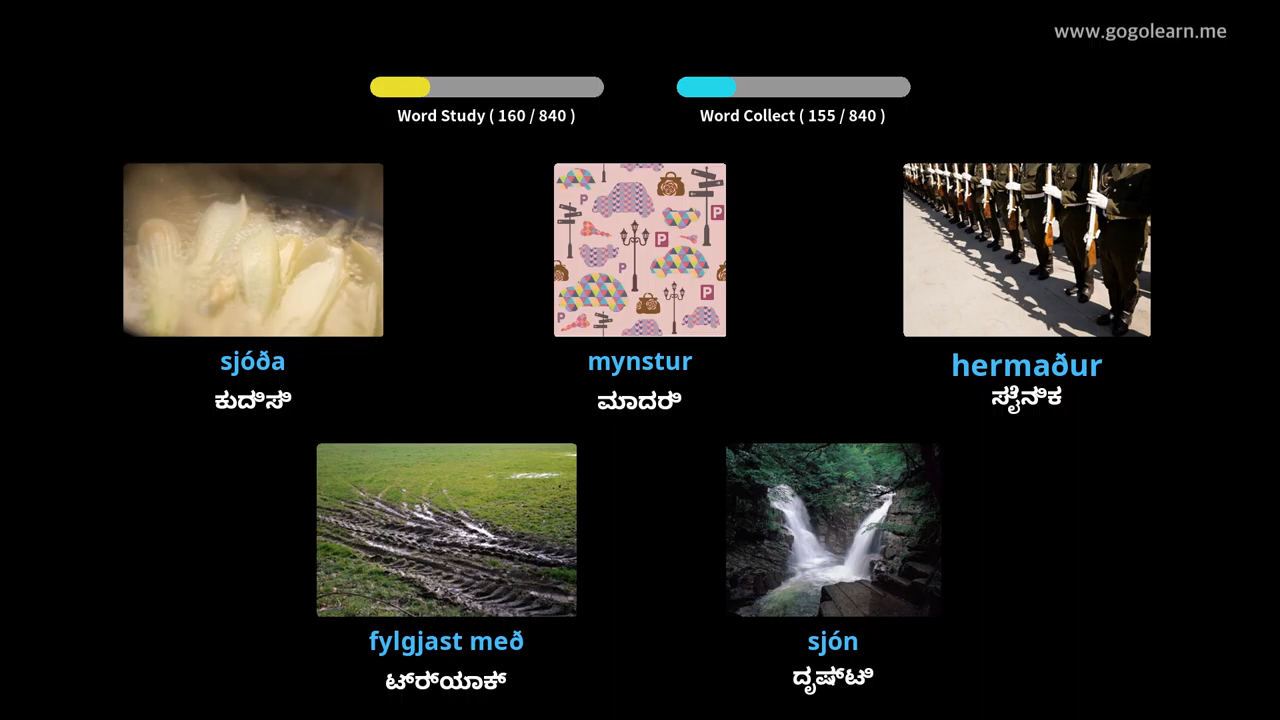 www.gogolearn.me
Word Study ( 160 / 840 )
Word Collect ( 155 / 840 )
P
P
P
P
P
P
sjóða
ಕುದಿಸಿ
mynstur
ಮಾದರಿ
hermaður
ಸೈನಿಕ
fylgjast með
ಟ್ರ್ಯಾಕ್
sjón
ದೃಷ್ಟಿ